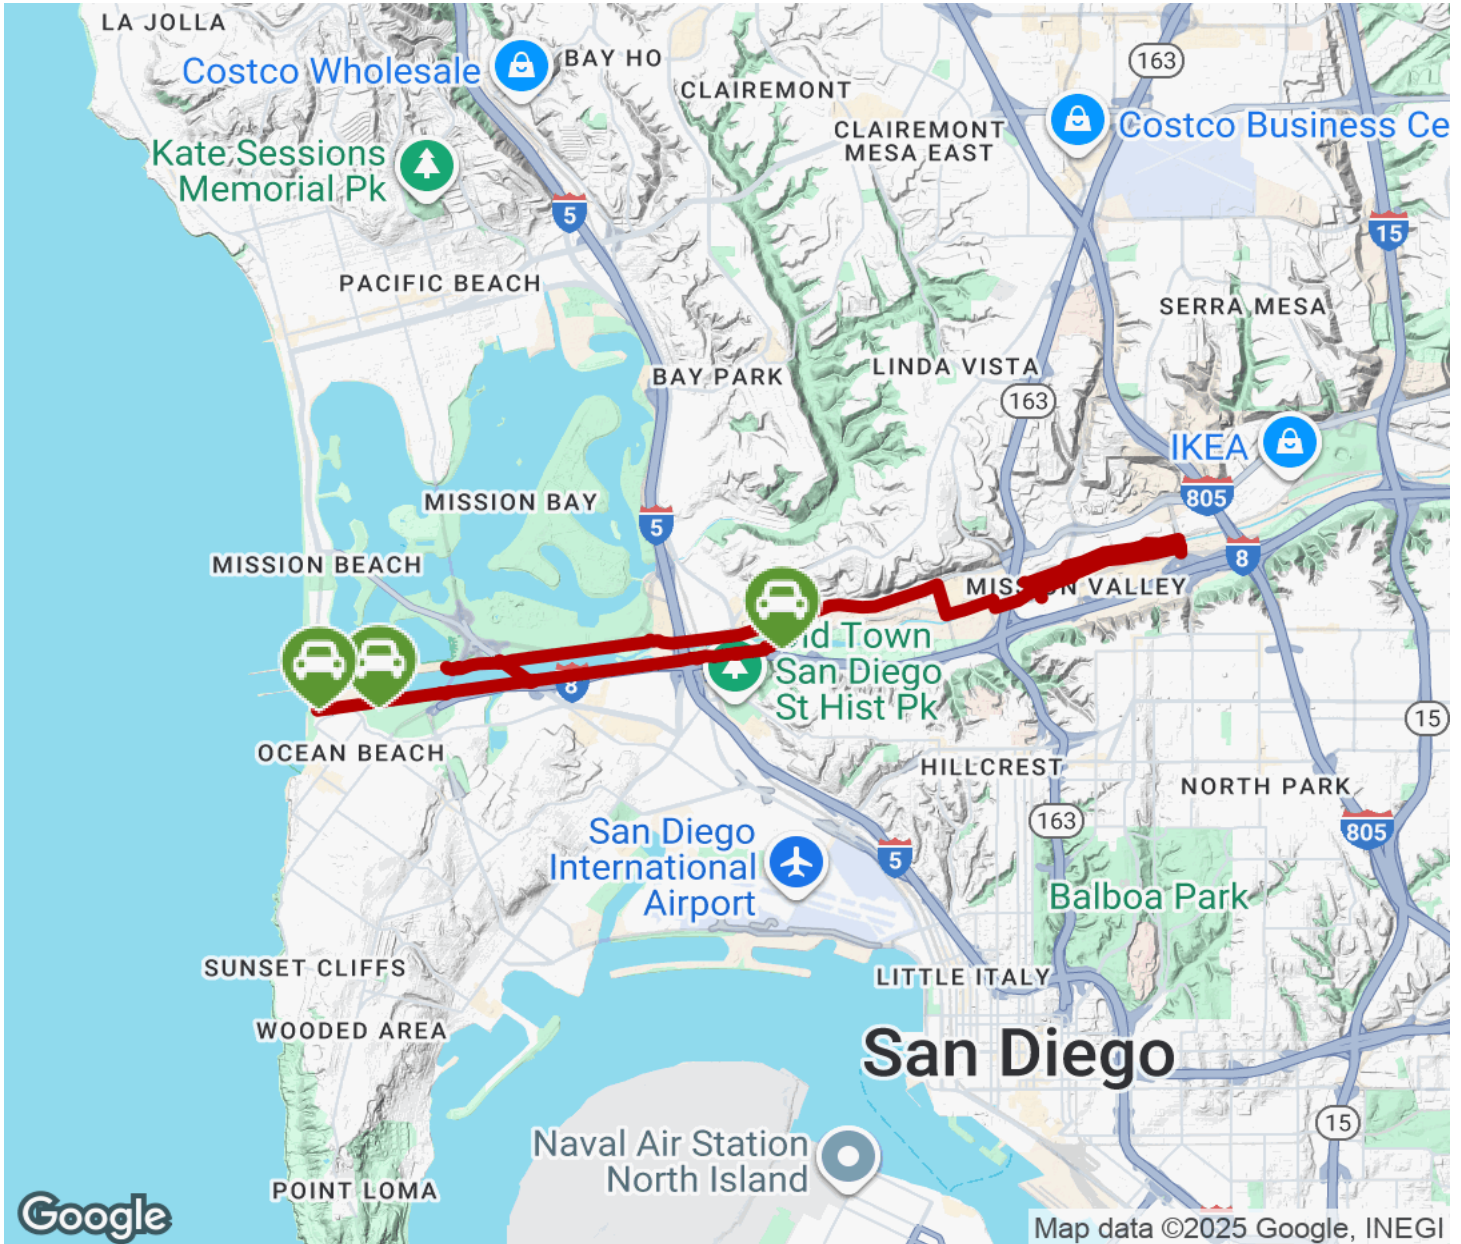 LA JOLLA
Costco Wholesale
BAY HO
163
CLAIREMONT
Costco Business Ce
CLAIREMONT
MESA EAST
Kate Sessions
Memorial Pk
5
15
PACIFIC BEACH
SERRA MESA
BAY PARK
LINDA VISTA
163
IKEA
805
MISSION BAY
5
8
MISSION BEACH
MISSION VALLEY
Old Town
San Diego
St Hist Pk
8
15
OCEAN BEACH
HILLCREST
NORTH PARK
163
805
San Diego
International
Airport
5
Balboa Park
SUNSET CLIFFS
LITTLE ITALY
WOODED AREA
San Diego
15
Naval Air Station
North Island
POINT LOMA
Google
Map data ©2025 Google, INEGI